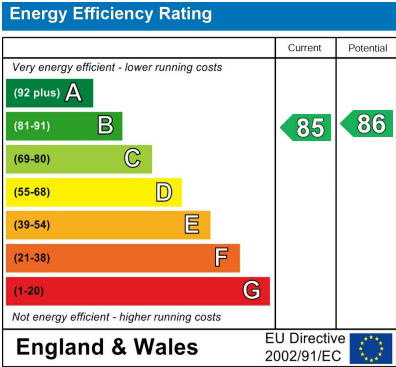 Energy Efficiency Rating
Current Potential
Very energy efficient - lower running costs
(92 plus) A
(81-91) B
85 86
(69-80) C
(55-68) D
(39-54) E
(21-38) F
(1-20) G
Not energy efficient - higher running costs
England & Wales
EU Directive
2002/91/EC